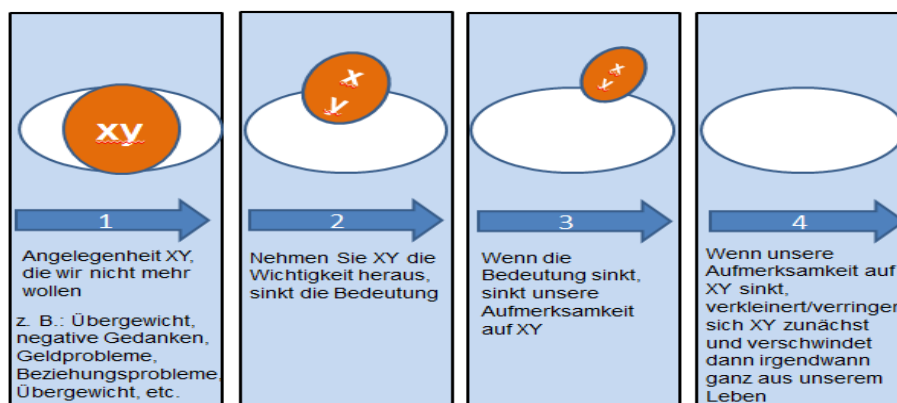 xy
1
Angelegenheit XY,
die wir nicht mehr
wollen
z. B.: Übergewicht,
negative Gedanken,
Geldprobleme,
Beziehungsprobleme,
Übergewicht, etc.
x
y
2
Nehmen Sie XY die
Wichtigkeit heraus,
sinkt die Bedeutung
x
y
3
Wenn die
Bedeutung sinkt,
sinkt unsere
Aufmerksamkeit
auf XY
4
Wenn unsere
Aufmerksamkeit auf
XY sinkt,
verkleinert/verringer
sich XY zunächst
und verschwindet
dann irgendwann
ganz aus unserem
Leben